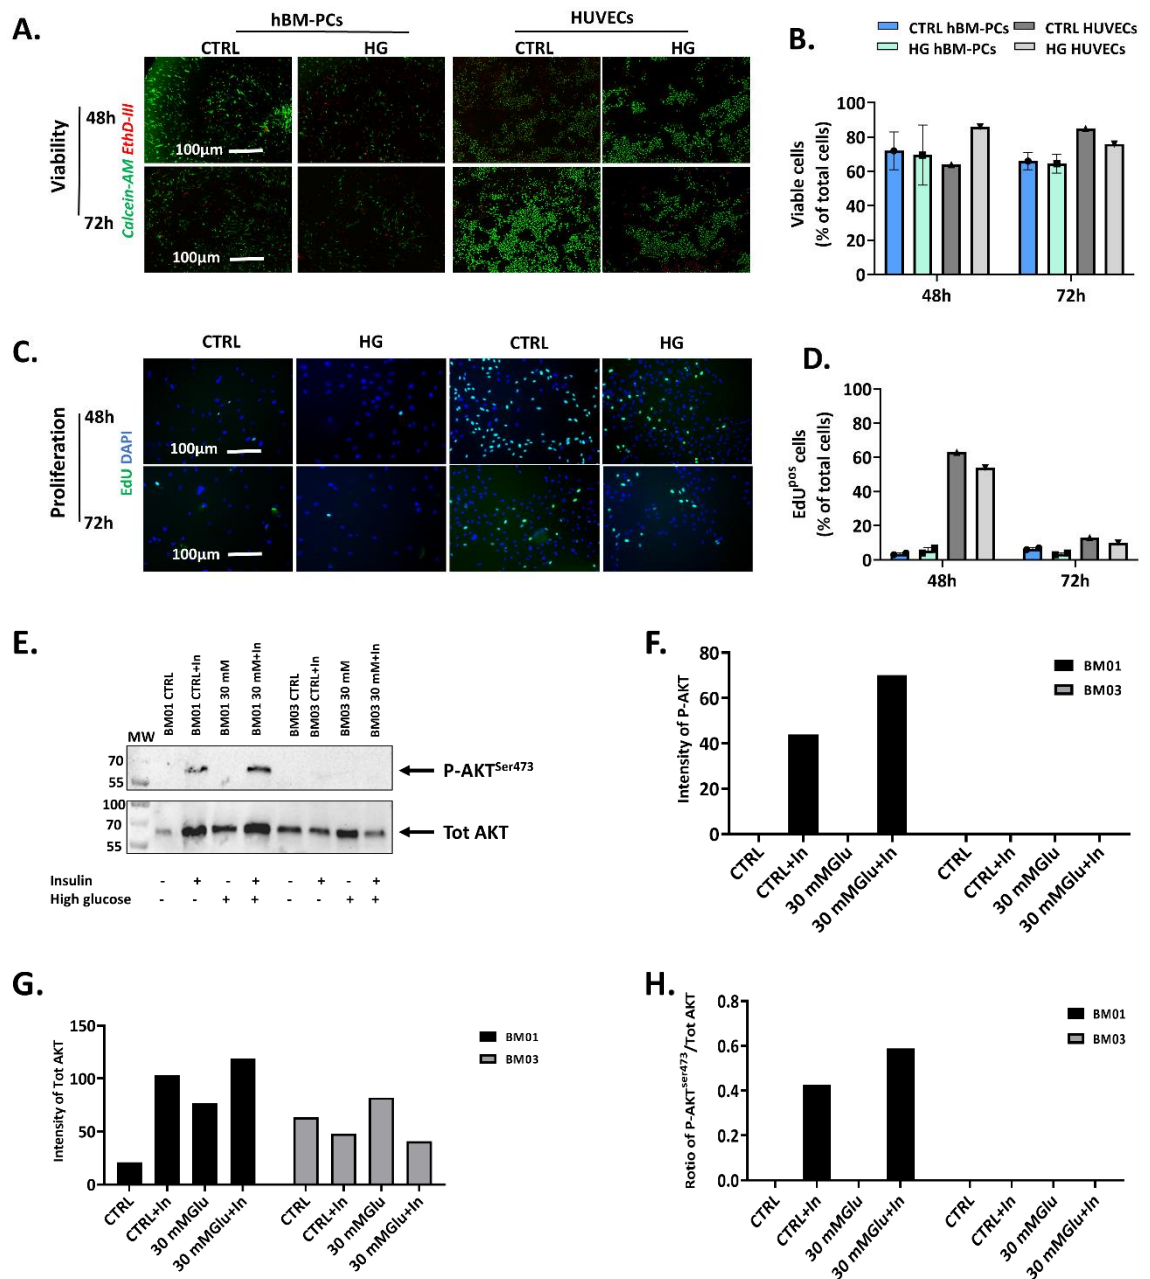 A.
hBM-PCs
HUVECs
CTRL
HG
CTRL
HG
Viability
48h
72h
Calcein-AM EthD-III
100μm
100μm
B.
CTRL hBM-PCs
CTRL HUVECs
HG hBM-PCs
HG HUVECs
Viable cells
(% of total cells)
100
80
60
40
20
0
48h
72h
C.
CTRL
HG
CTRL
HG
Proliferation
48h
72h
EdU DAPI
100μm
100μm
D.
EdUpos cells
(% of total cells)
100
80
60
40
20
0
48h
72h
E.
MW
BM01 CTRL
BM01 CTRL+In
BM01 30 mM
BM01 30 mM+In
BM03 CTRL
BM03 CTRL+In
BM03 30 mM
BM03 30 mM+In
70
55
P-AKTSer473
100
70
55
Tot AKT
Insulin - + - + - + - +
High glucose - - + + - - + +
F.
Intensity of P-AKT
80
60
40
20
0
BM01
BM03
CTRL
CTRL+In
30 mMGlu
30 mMGlu+In
CTRL
CTRL+In
30 mMGlu
30 mMGlu+In
G.
Intensity of Tot AKT
150
100
50
0
BM01
BM03
CTRL
CTRL+In
30 mMGlu
30 mMGlu+In
CTRL
CTRL+In
30 mMGlu
30 mMGlu+In
H.
Rotio of P-AKTser473/Tot AKT
0.8
0.6
0.4
0.2
0.0
BM01
BM03
CTRL
CTRL+In
30 mMGlu
30 mMGlu+In
CTRL
CTRL+In
30 mMGlu
30 mMGlu+In